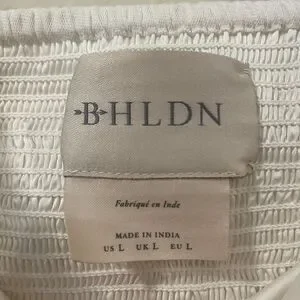 BHLDN
Fabriqué en Inde
MADE IN INDIA
US L UK L EU L